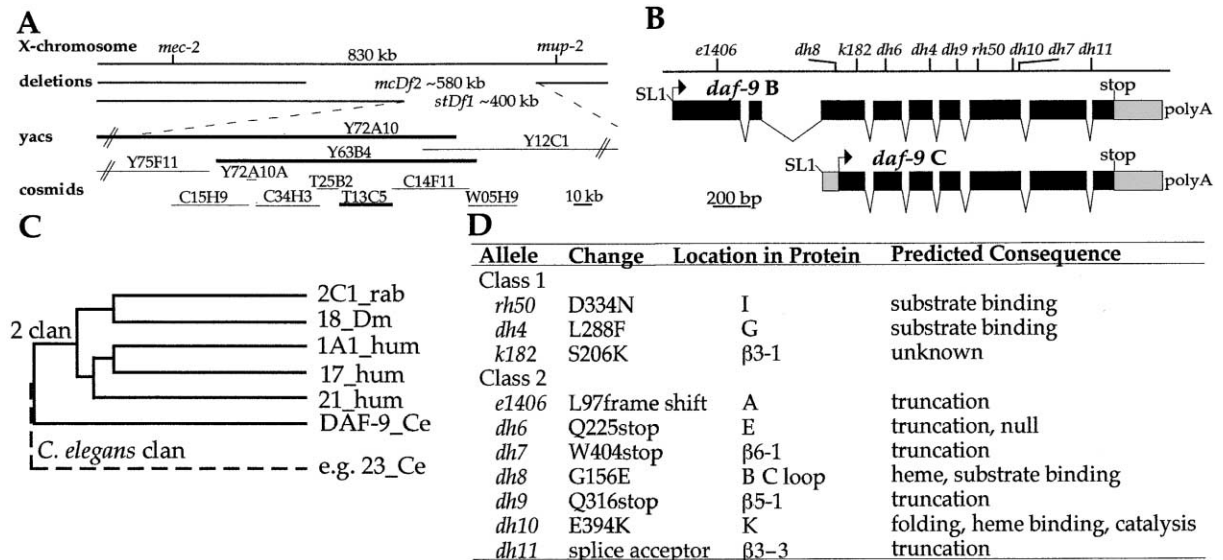 A
X-chromosome mec-2 830 kb mup-2
deletions mcDf2 ~580 kb
stDf1 ~400 kb
yacs Y72A10 Y12C1
Y75F11 Y63B4
Y72A10A T25B2 C14F11
cosmids C15H9 C34H3 T13C5 W05H9 10 kb
B
e1406 dh8 k182 dh6 dh4 dh9 rh50 dh10 dh7 dh11
SL1 daf-9 B stop polyA
SL1 daf-9 C stop polyA
200 bp
C
2 clan
2C1_rab
18_Dm
1A1_hum
17_hum
21_hum
DAF-9_Ce
C. elegans clan
e.g. 23_Ce
D
Allele Change Location in Protein Predicted Consequence
Class 1
rh50 D334N I substrate binding
dh4 L288F G substrate binding
k182 S206K β3-1 unknown
Class 2
e1406 L97frame shift A truncation
dh6 Q225stop E truncation, null
dh7 W404stop β6-1 truncation
dh8 G156E B C loop heme, substrate binding
dh9 Q316stop β5-1 truncation
dh10 E394K K folding, heme binding, catalysis
dh11 splice acceptor β3–3 truncation